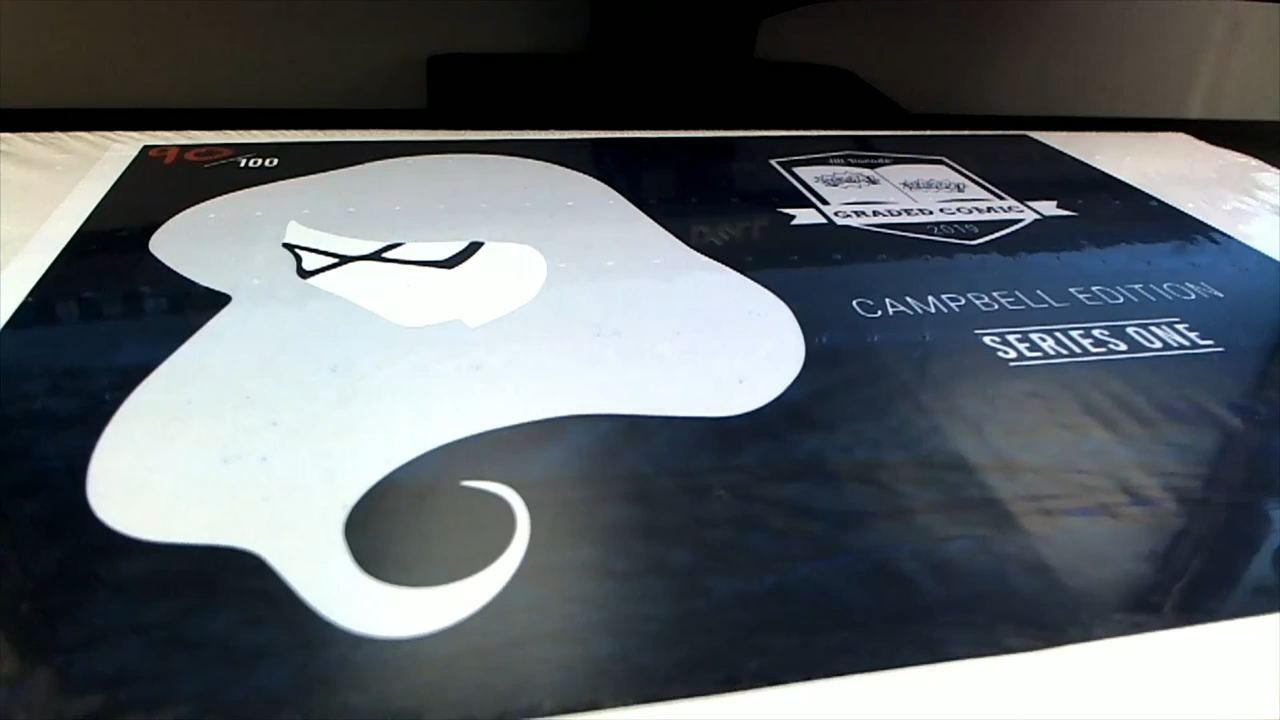 90/100
GRADED COMIC
2019
CAMPBELL EDITION
SERIES ONE